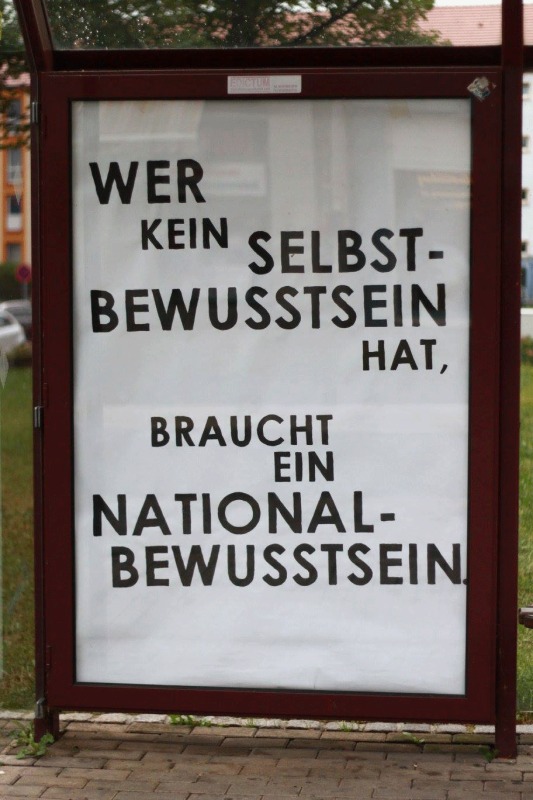 WER
KEIN SELBST-
BEWUSSTSEIN
HAT,
BRAUCHT
EIN
NATIONAL-
BEWUSSTSEIN.